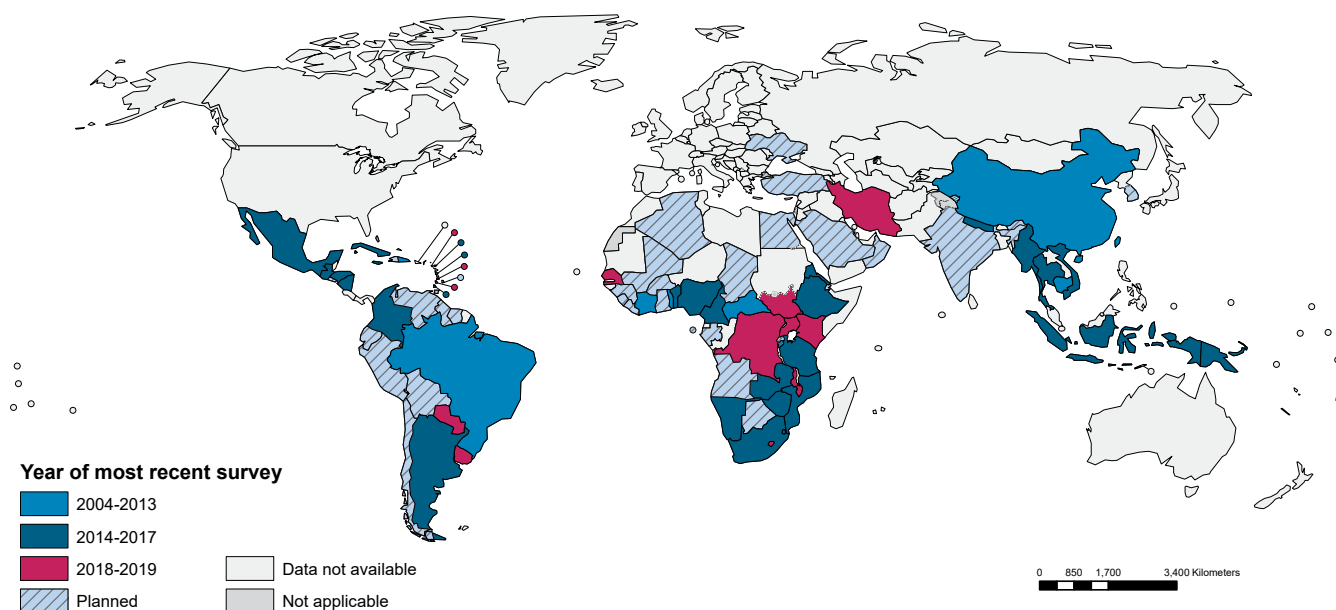 Year of most recent survey
2004-2013
2014-2017
2018-2019
Planned
Data not available
Not applicable
0 850 1,700 3,400 Kilometers